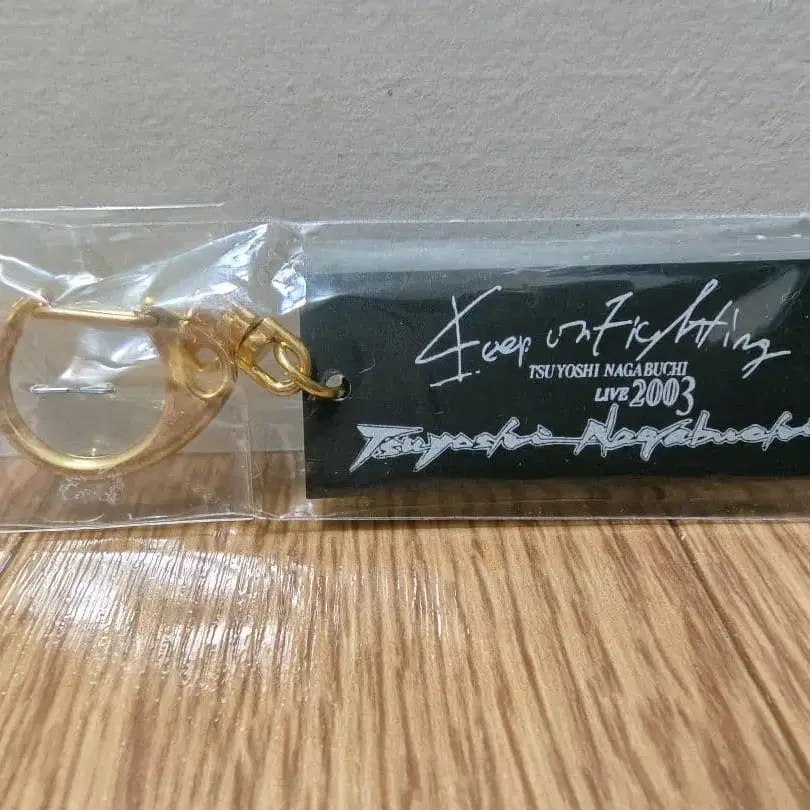 Keep on Fighting
TSUYOSHI NAGABUCHI
LIVE 2003
Tsuyoshi Nagabuchi